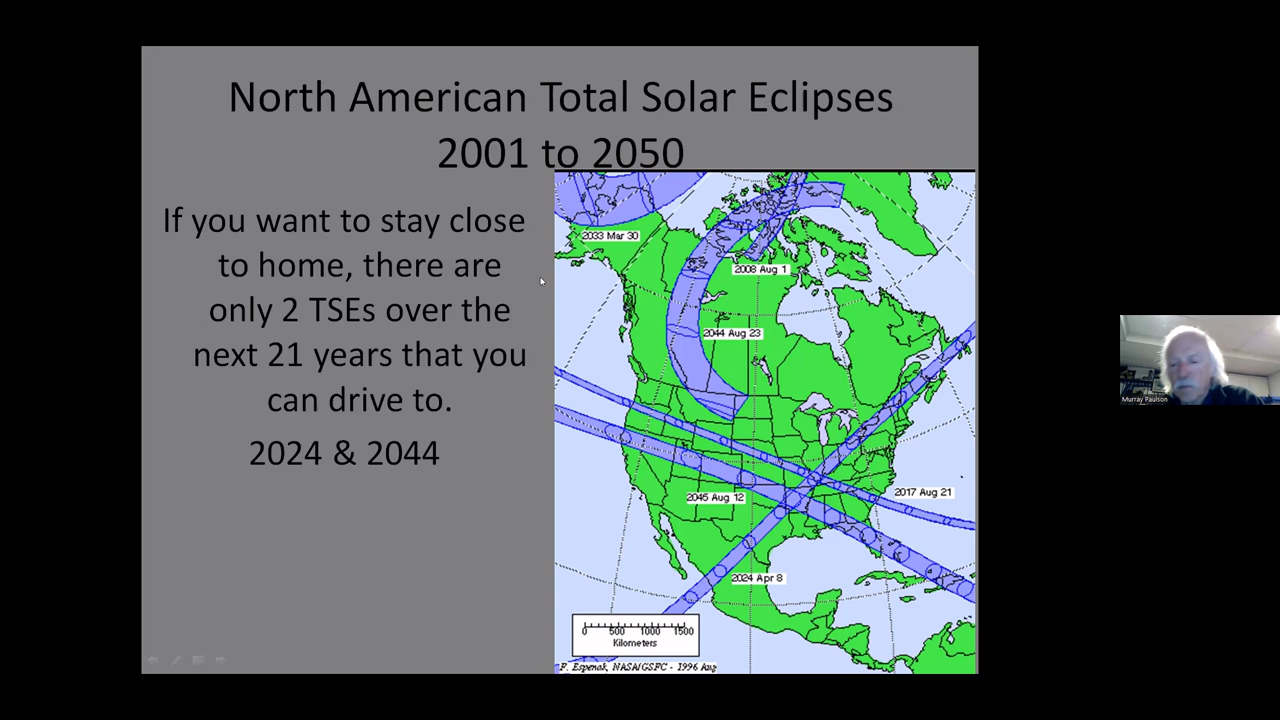 North American Total Solar Eclipses
2001 to 2050
If you want to stay close
to home, there are
only 2 TSEs over the
next 21 years that you
can drive to.
2024 & 2044
2033 Mar 30
2008 Aug 1
2044 Aug 23
2017 Aug 21
2045 Aug 12
2024 Apr 8
0 500 1000 1500
Kilometers
F. Espenak, NASA/GSFC - 1996 Aug
Murray Paulson